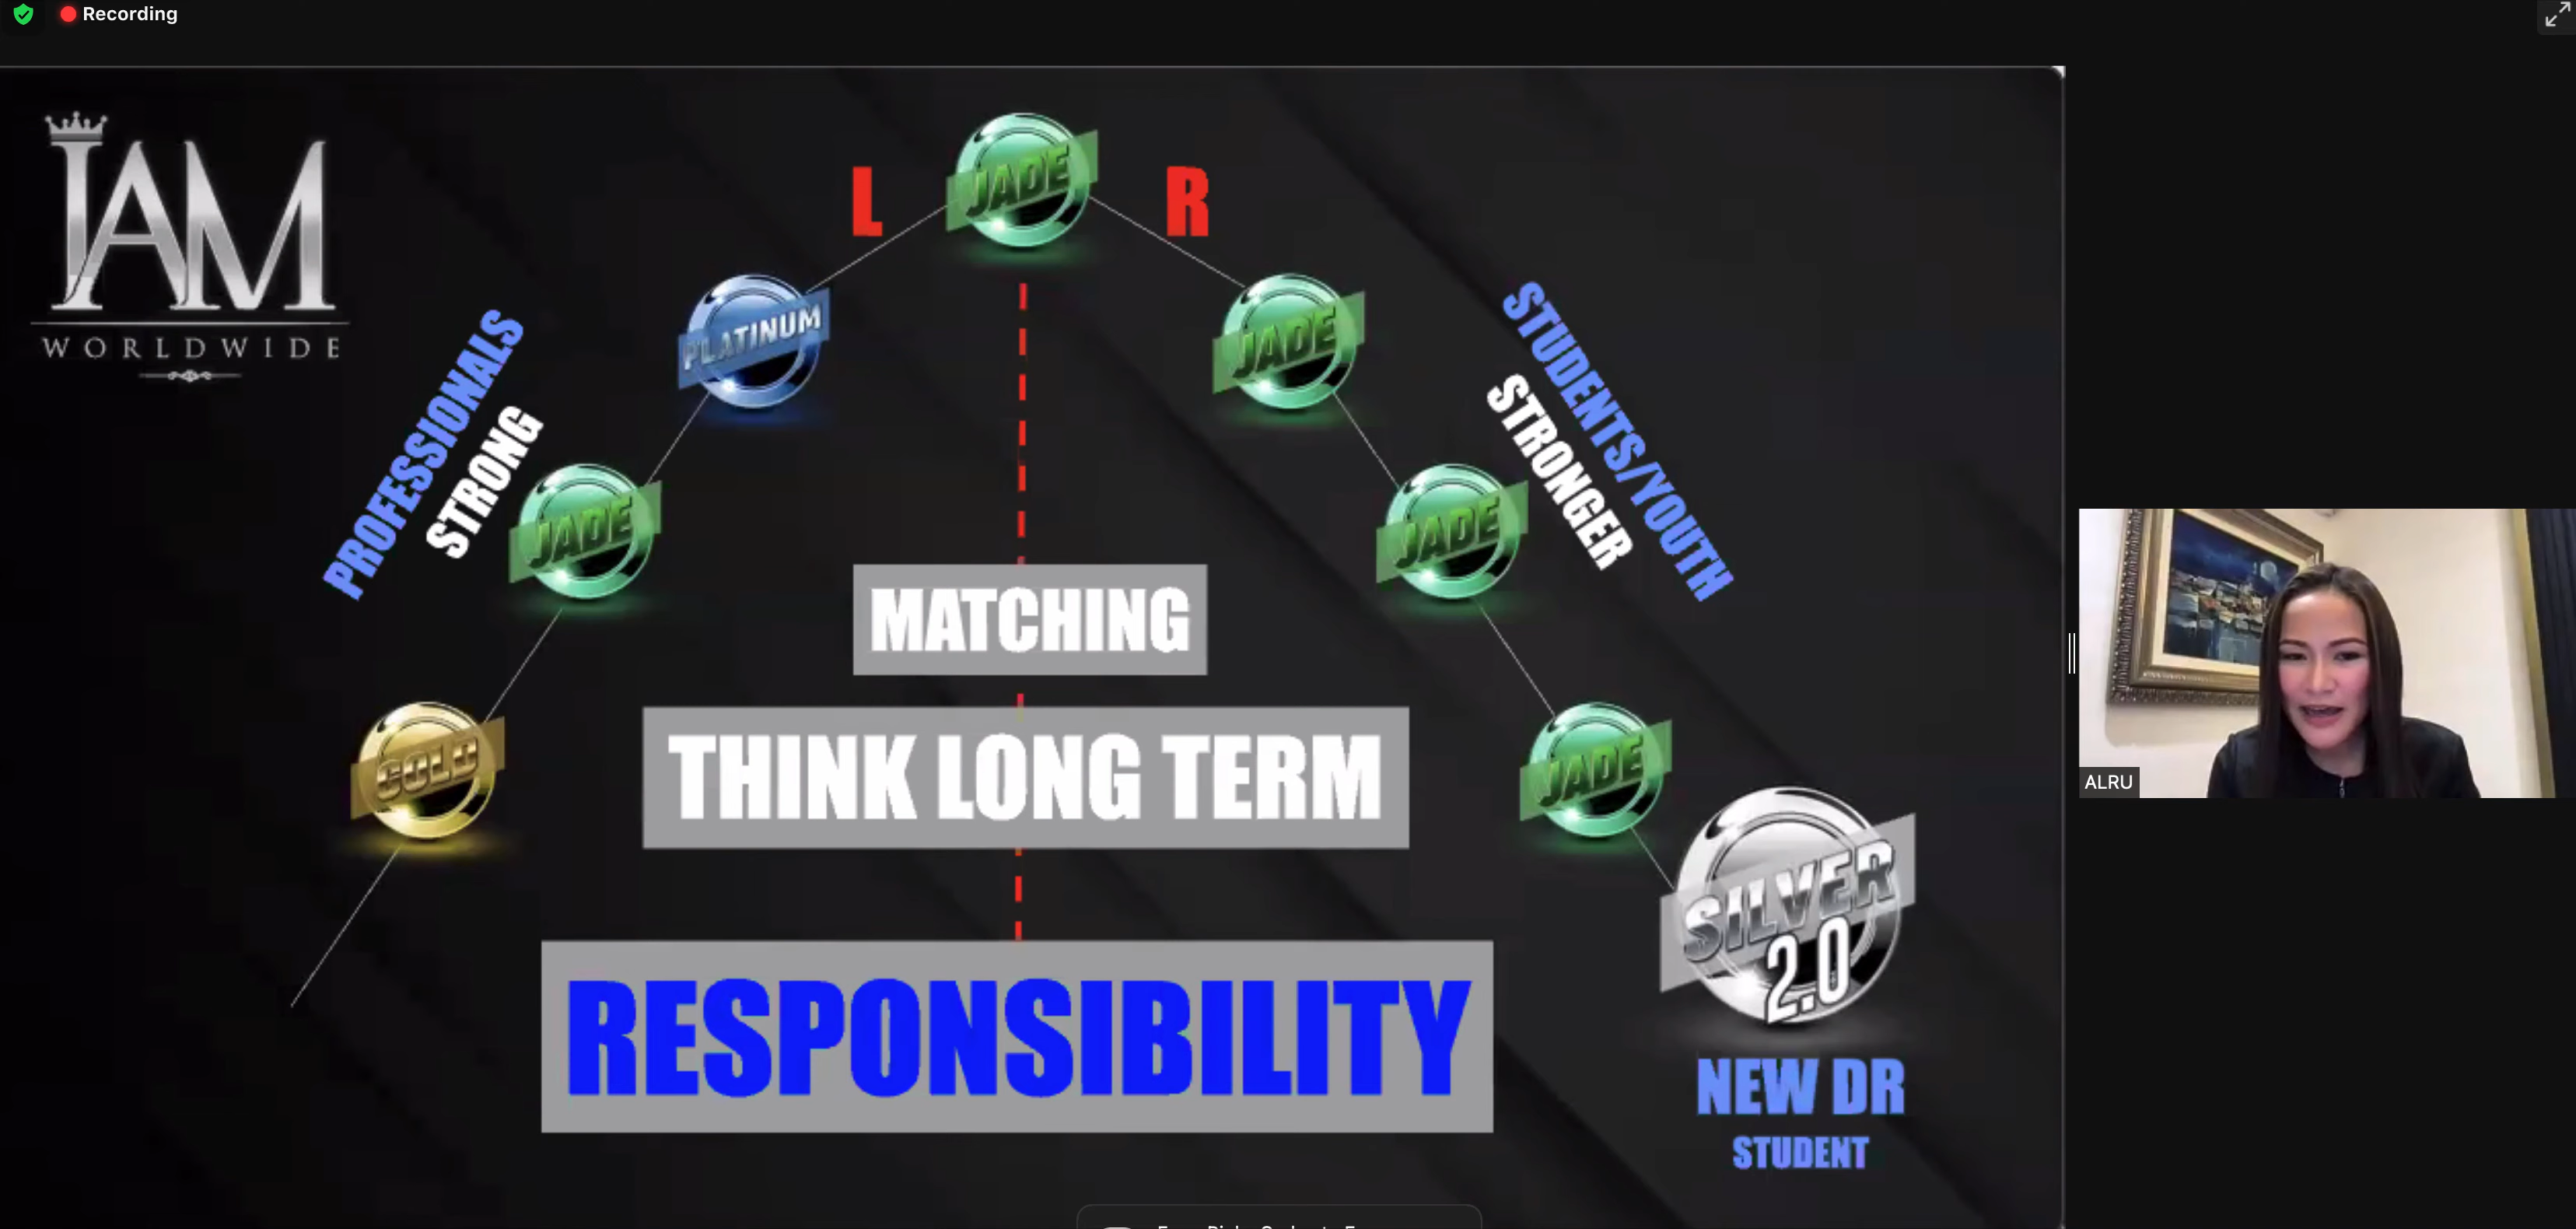 Recording
IAM
WORLDWIDE
L
R
JADE
PLATINUM
JADE
PROFESSIONALS
STRONG
STUDENTS/YOUTH
STRONGER
JADE
JADE
MATCHING
GOLD
THINK LONG TERM
JADE
SILVER
2.0
RESPONSIBILITY
NEW DR
STUDENT
ALRU